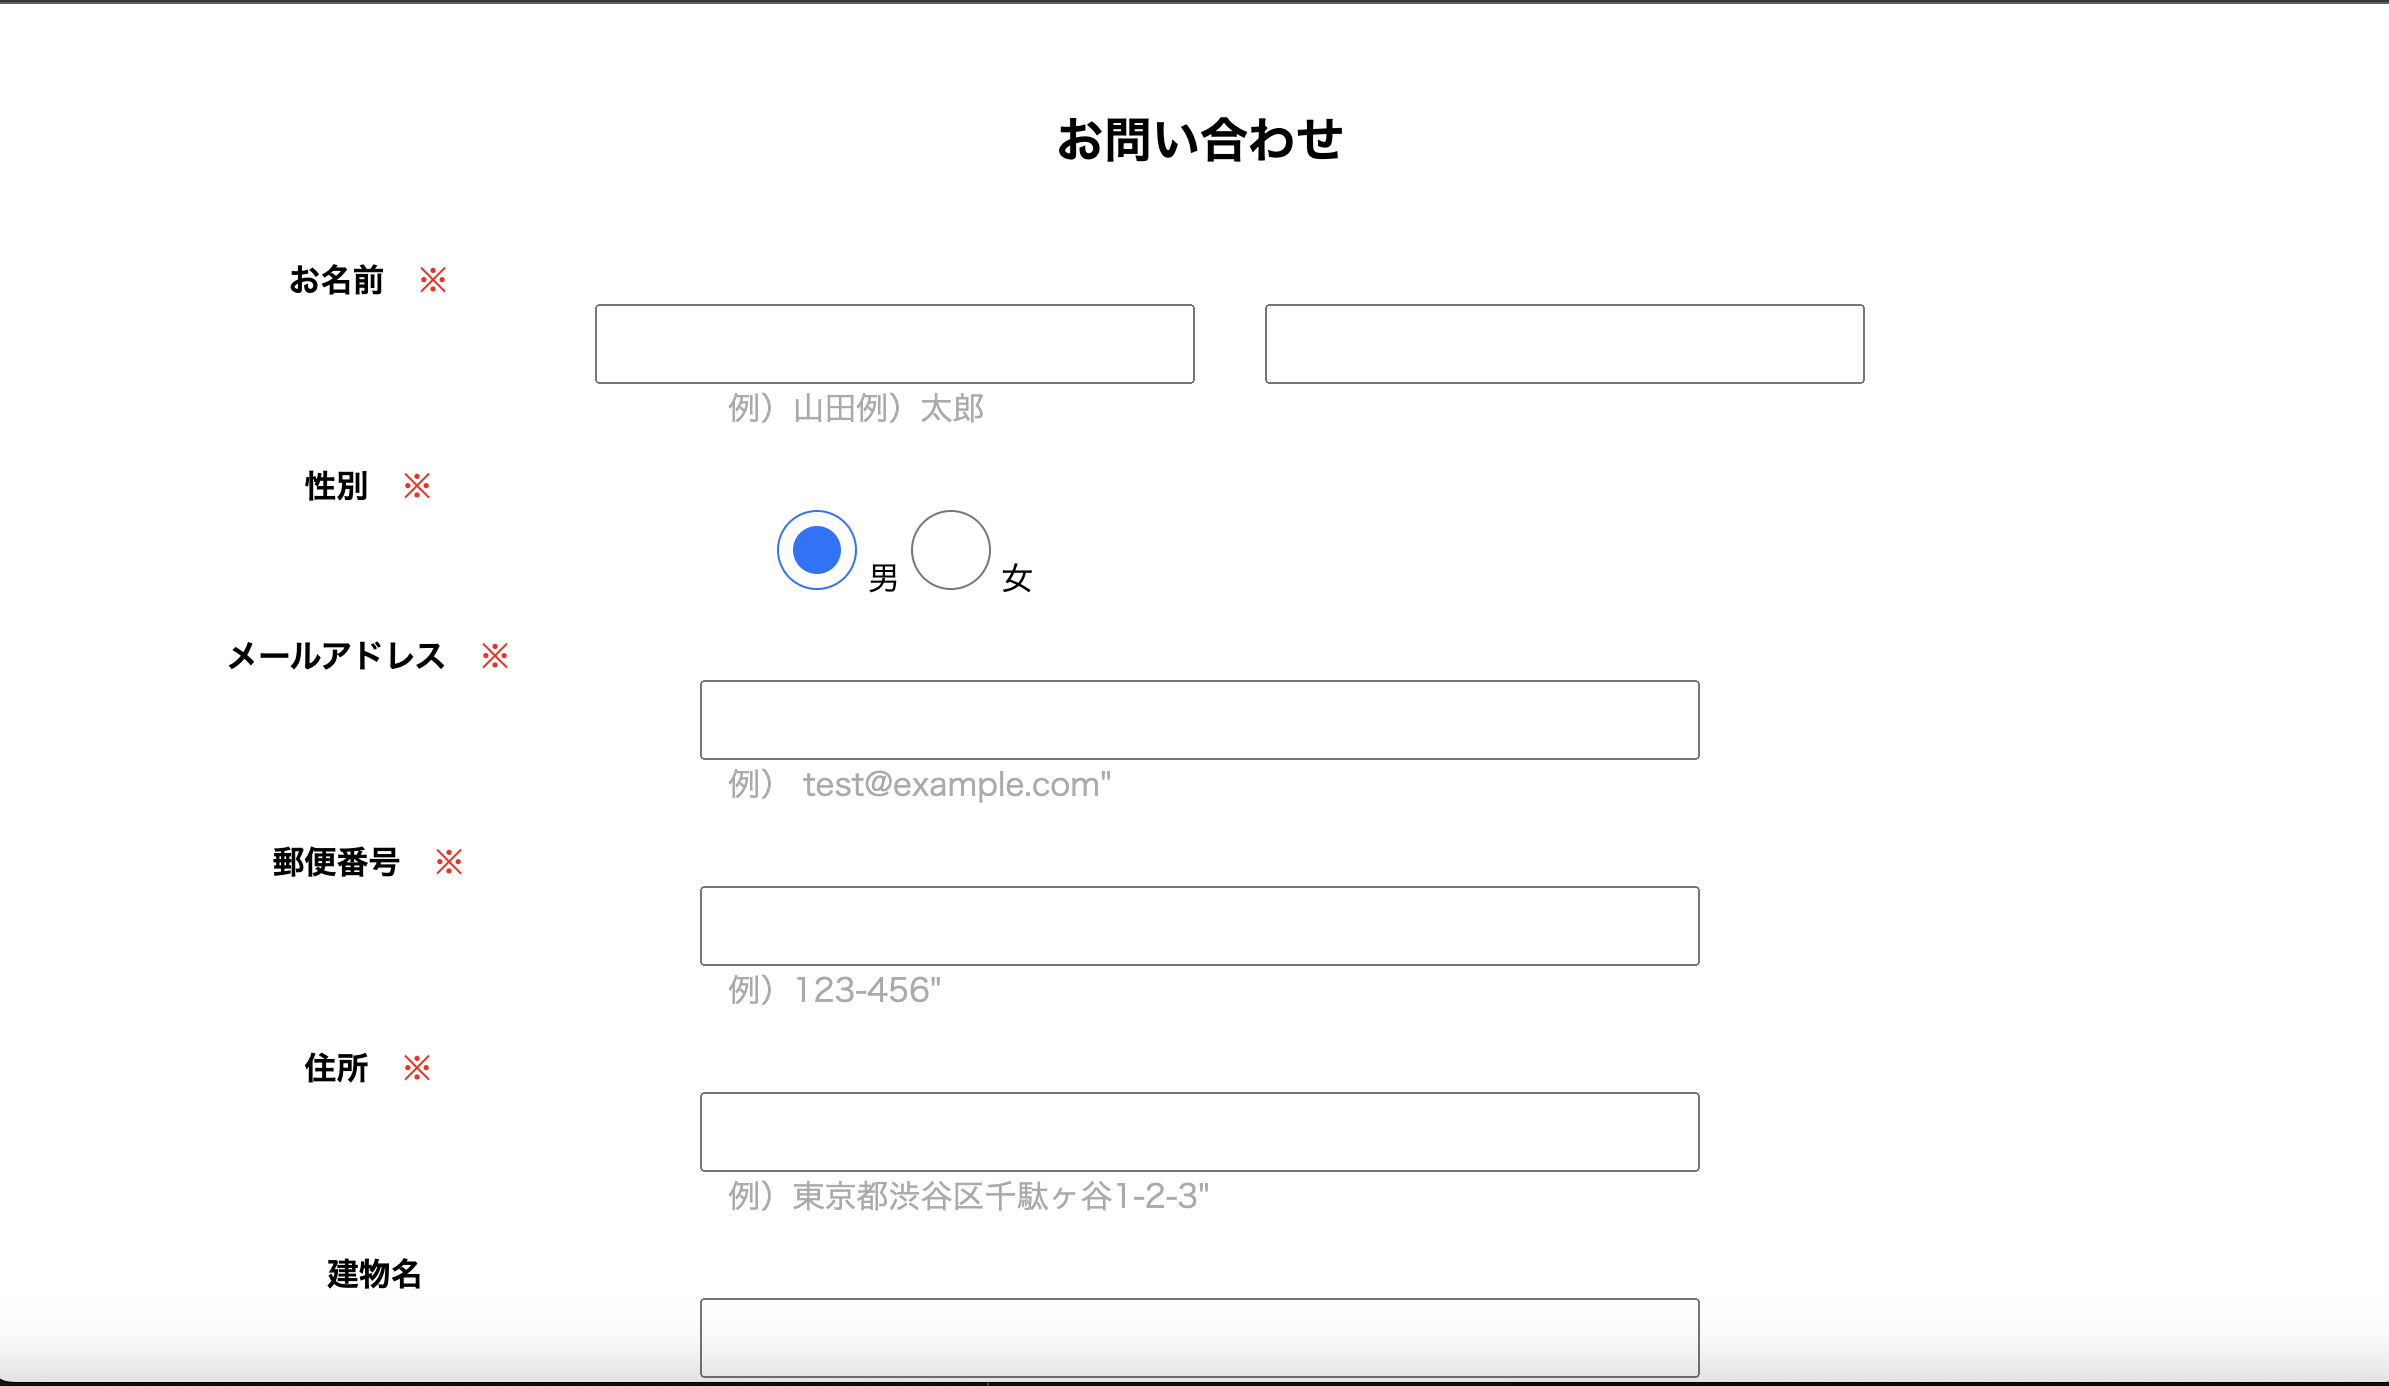 お問い合わせ
お名前 ※
例）山田例）太郎
性別 ※
男 女
メールアドレス ※
例） test@example.com"
郵便番号 ※
例）123-456"
住所 ※
例）東京都渋谷区千駄ヶ谷1-2-3"
建物名